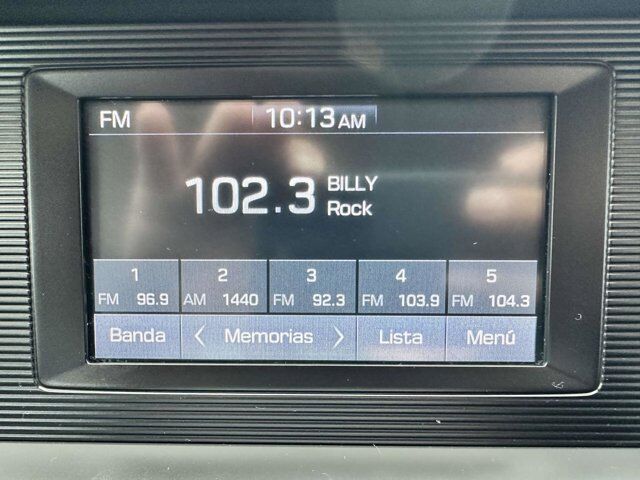 FM 10:13 AM
102.3 BILLY
Rock
1 2 3 4 5
FM 96.9 AM 1440 FM 92.3 FM 103.9 FM 104.3
Banda < Memorias > Lista Menú